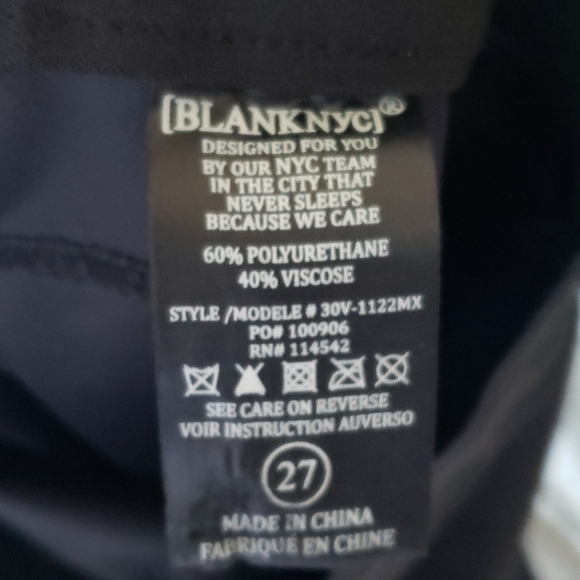 [BLANKNYC]®
DESIGNED FOR YOU
BY OUR NYC TEAM
IN THE CITY THAT
NEVER SLEEPS
BECAUSE WE CARE
60% POLYURETHANE
40% VISCOSE
STYLE /MODELE # 30V-1122MX
PO# 100906
RN# 114542
SEE CARE ON REVERSE
VOIR INSTRUCTION AUVERSO
27
MADE IN CHINA
FABRIQUE EN CHINE